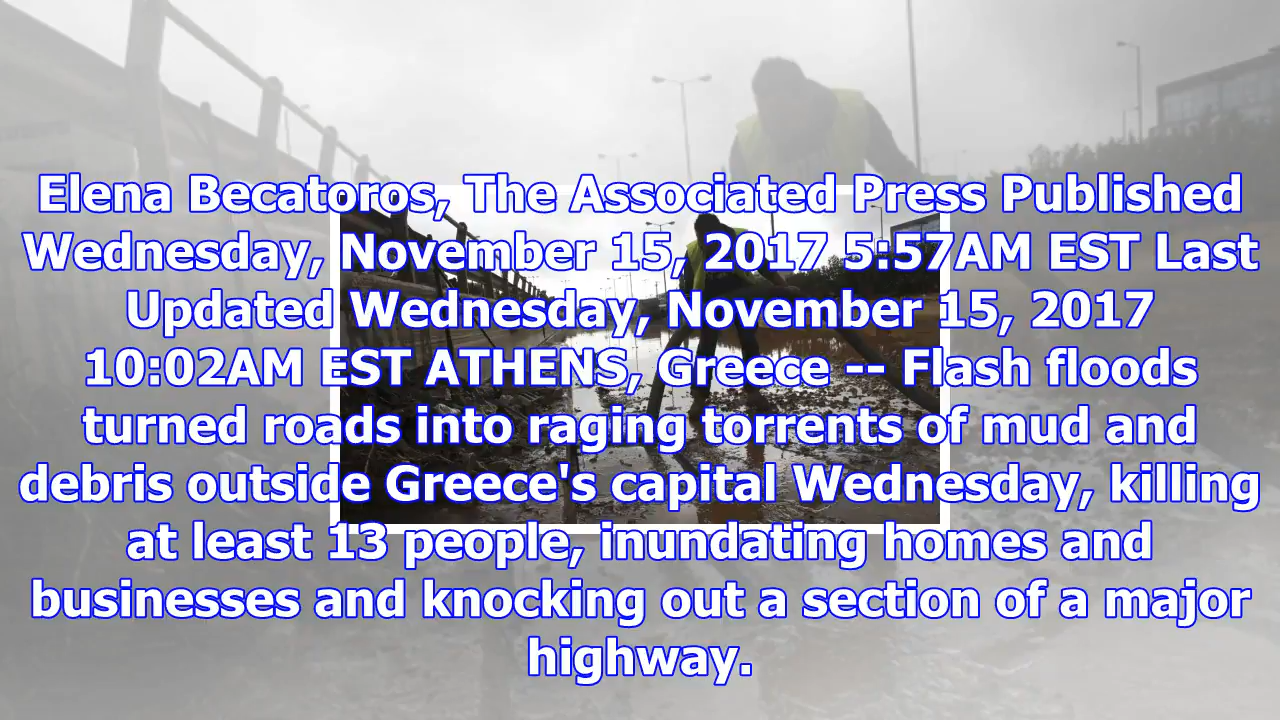 Elena Becatoros, The Associated Press Published
Wednesday, November 15, 2017 5:57AM EST Last
Updated Wednesday, November 15, 2017
10:02AM EST ATHENS, Greece -- Flash floods
turned roads into raging torrents of mud and
debris outside Greece's capital Wednesday, killing
at least 13 people, inundating homes and
businesses and knocking out a section of a major
highway.